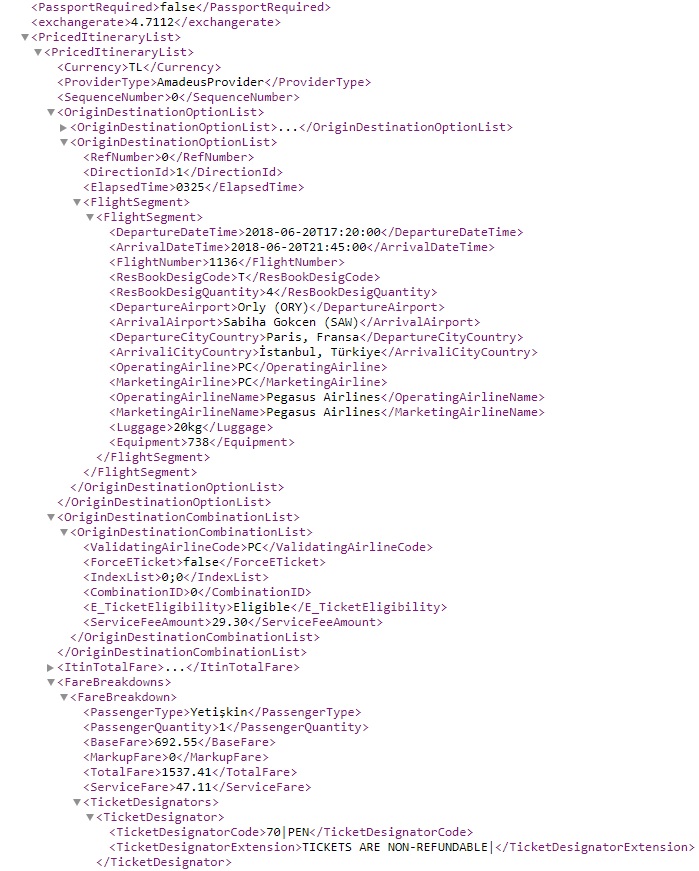 <PassportRequired>false</PassportRequired>
<exchangerate>4.7112</exchangerate>
▼<PricedItineraryList>
▼<PricedItineraryList>
<Currency>TL</Currency>
<ProviderType>AmadeusProvider</ProviderType>
<SequenceNumber>0</SequenceNumber>
▼<OriginDestinationOptionList>
▶<OriginDestinationOptionList>...</OriginDestinationOptionList>
▼<OriginDestinationOptionList>
<RefNumber>0</RefNumber>
<DirectionId>1</DirectionId>
<ElapsedTime>0325</ElapsedTime>
▼<FlightSegment>
▼<FlightSegment>
<DepartureDateTime>2018-06-20T17:20:00</DepartureDateTime>
<ArrivalDateTime>2018-06-20T21:45:00</ArrivalDateTime>
<FlightNumber>1136</FlightNumber>
<ResBookDesigCode>T</ResBookDesigCode>
<ResBookDesigQuantity>4</ResBookDesigQuantity>
<DepartureAirport>Orly (ORY)</DepartureAirport>
<ArrivalAirport>Sabiha Gokcen (SAW)</ArrivalAirport>
<DepartureCityCountry>Paris, Fransa</DepartureCityCountry>
<ArrivaliCityCountry>İstanbul, Türkiye</ArrivaliCityCountry>
<OperatingAirline>PC</OperatingAirline>
<MarketingAirline>PC</MarketingAirline>
<OperatingAirlineName>Pegasus Airlines</OperatingAirlineName>
<MarketingAirlineName>Pegasus Airlines</MarketingAirlineName>
<Luggage>20kg</Luggage>
<Equipment>738</Equipment>
</FlightSegment>
</FlightSegment>
</OriginDestinationOptionList>
</OriginDestinationOptionList>
▼<OriginDestinationCombinationList>
▼<OriginDestinationCombinationList>
<ValidatingAirlineCode>PC</ValidatingAirlineCode>
<ForceETicket>false</ForceETicket>
<IndexList>0;0</IndexList>
<CombinationID>0</CombinationID>
<E_TicketEligibility>Eligible</E_TicketEligibility>
<ServiceFeeAmount>29.30</ServiceFeeAmount>
</OriginDestinationCombinationList>
</OriginDestinationCombinationList>
▶<ItinTotalFare>...</ItinTotalFare>
▼<FareBreakdowns>
▼<FareBreakdown>
<PassengerType>Yetişkin</PassengerType>
<PassengerQuantity>1</PassengerQuantity>
<BaseFare>692.55</BaseFare>
<MarkupFare>0</MarkupFare>
<TotalFare>1537.41</TotalFare>
<ServiceFare>47.11</ServiceFare>
▼<TicketDesignators>
▼<TicketDesignator>
<TicketDesignatorCode>70|PEN</TicketDesignatorCode>
<TicketDesignatorExtension>TICKETS ARE NON-REFUNDABLE|</TicketDesignatorExtension>
</TicketDesignator>